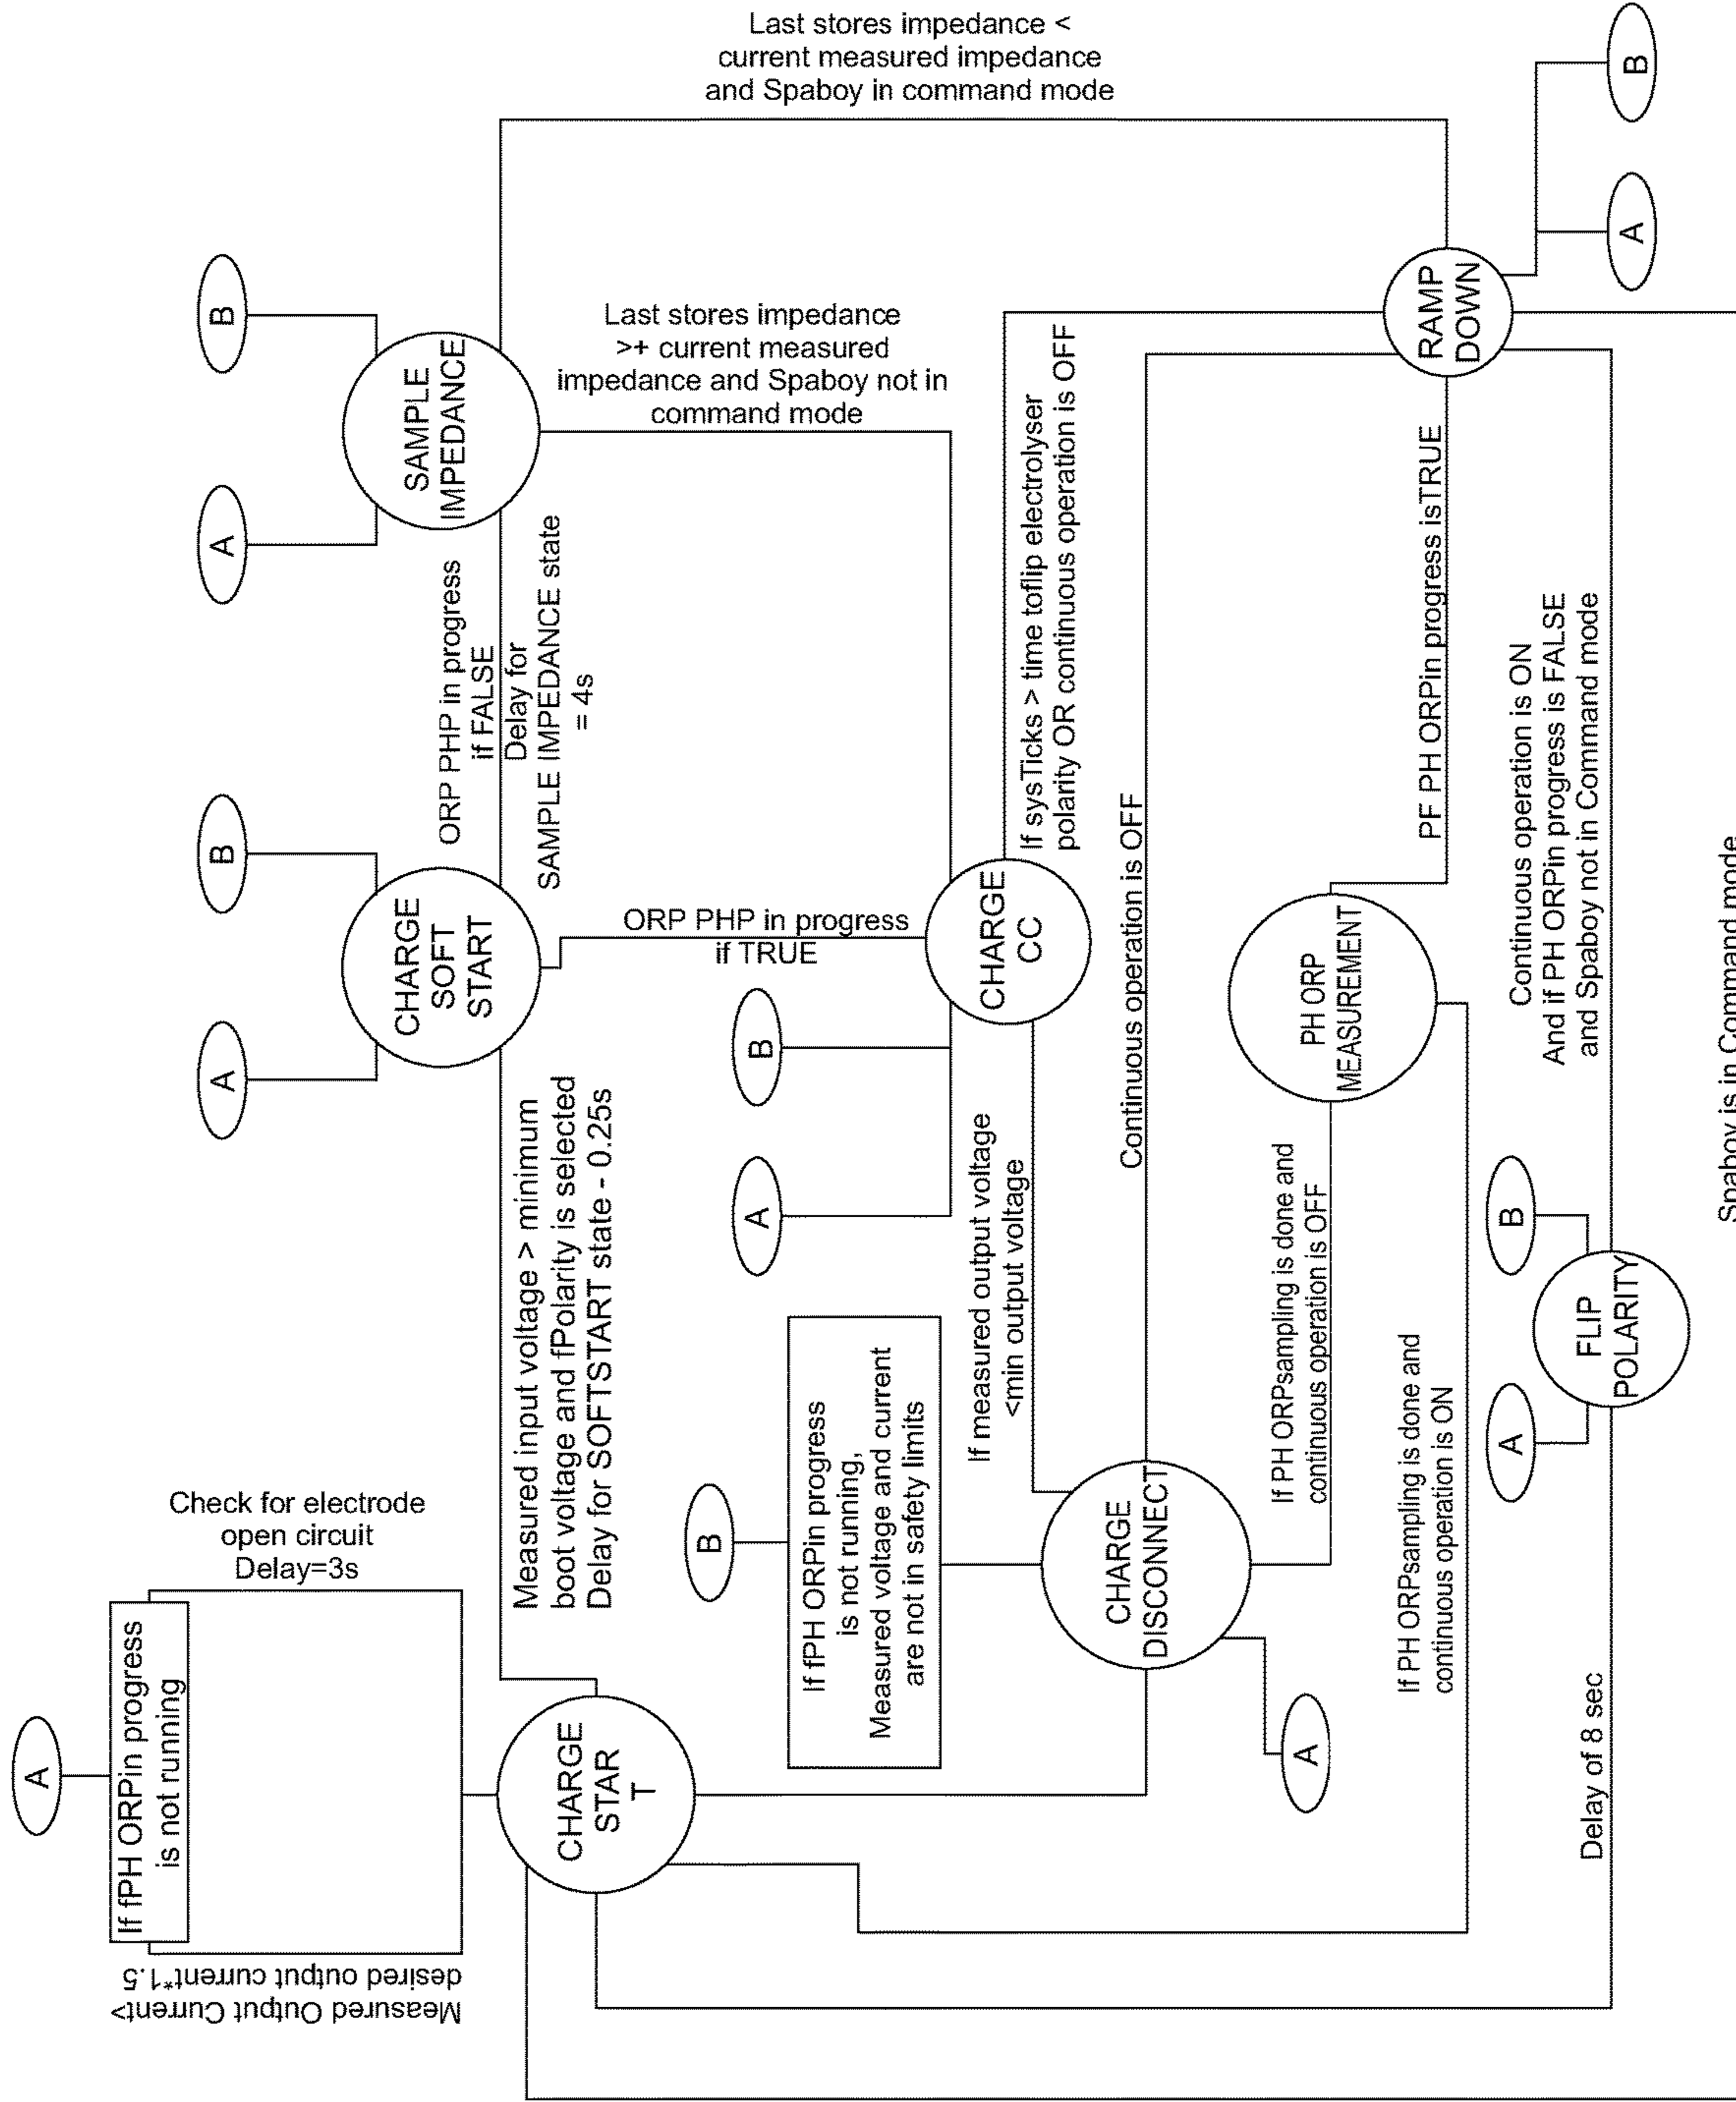 Last stores impedance <
current measured impedance
and Spaboy in command mode
B
A
SAMPLE
IMPEDANCE
Last stores impedance
>+ current measured
impedance and Spaboy not in
command mode
ORP PHP in progress
if FALSE
Delay for
SAMPLE IMPEDANCE state
= 4s
B
A
CHARGE
SOFT
START
ORP PHP in progress
if TRUE
Measured input voltage > minimum
boot voltage and fPolarity is selected
Delay for SOFTSTART state - 0.25s
Check for electrode
open circuit
Delay=3s
A
If fPH ORPin progress
is not running
Measured Output Current>
desired output current*1.5
CHARGE
STAR
T
CHARGE
CC
B
A
If sysTicks > time toflip electrolyser
polarity OR continuous operation is OFF
If measured output voltage
<min output voltage
B
If fPH ORPin progress
is not running,
Measured voltage and current
are not in safety limits
CHARGE
DISCONNECT
A
Continuous operation is OFF
PH ORP
MEASUREMENT
PF PH ORPin progress isTRUE
If PH ORPsampling is done and
continuous operation is OFF
If PH ORPsampling is done and
continuous operation is ON
RAMP
DOWN
B
A
Continuous operation is ON
And if PH ORPin progress is FALSE
and Spaboy not in Command mode
B
A
FLIP
POLARITY
Delay of 8 sec
Spaboy is in Command mode